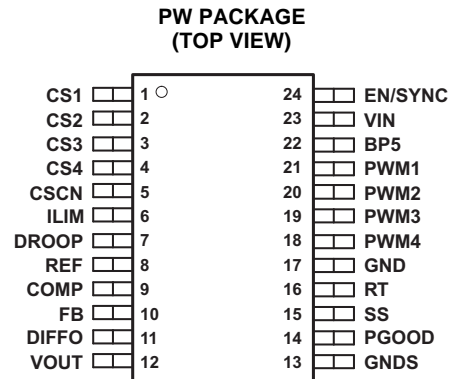 PW PACKAGE
(TOP VIEW)
CS1 1 24 EN/SYNC
CS2 2 23 VIN
CS3 3 22 BP5
CS4 4 21 PWM1
CSCN 5 20 PWM2
ILIM 6 19 PWM3
DROOP 7 18 PWM4
REF 8 17 GND
COMP 9 16 RT
FB 10 15 SS
DIFFO 11 14 PGOOD
VOUT 12 13 GNDS